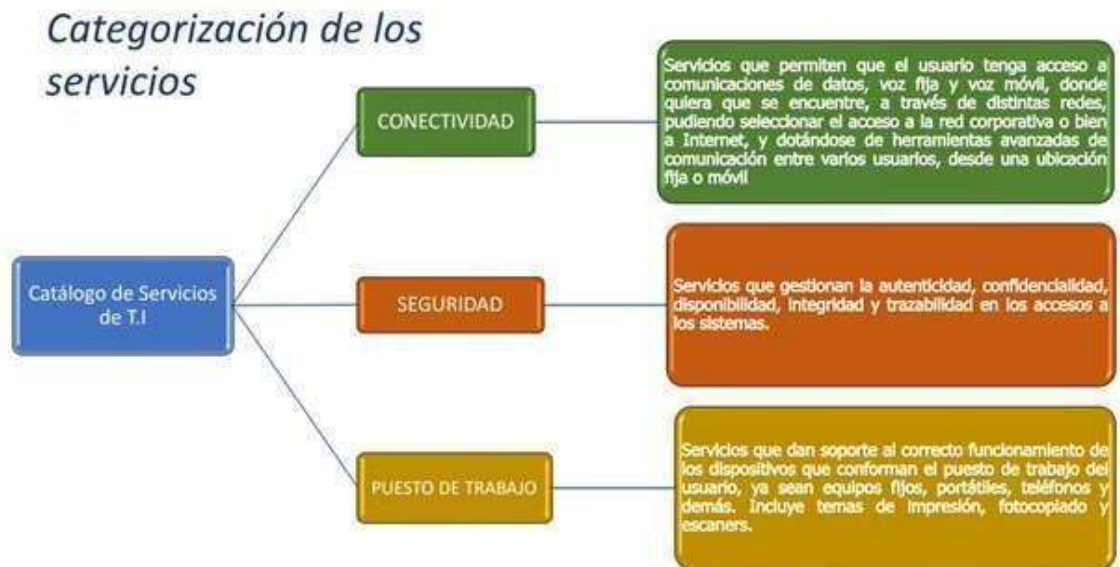 Categorización de los
servicios
Catálogo de Servicios
de T.I
CONECTIVIDAD
Servicios que permiten que el usuario tenga acceso a
comunicaciones de datos, voz fija y voz móvil, donde
quiera que se encuentre, a través de distintas redes,
pudiendo seleccionar el acceso a la red corporativa o bien
a Internet, y dotándose de herramientas avanzadas de
comunicación entre varios usuarios, desde una ubicación
fija o móvil
SEGURIDAD
Servicios que gestionan la autenticidad, confidencialidad,
disponibilidad, integridad y trazabilidad en los accesos a
los sistemas.
PUESTO DE TRABAJO
Servicios que dan soporte al correcto funcionamiento de
los dispositivos que conforman el puesto de trabajo del
usuario, ya sean equipos fijos, portátiles, teléfonos y
demás. Incluye temas de impresión, fotocopiado y
escaners.